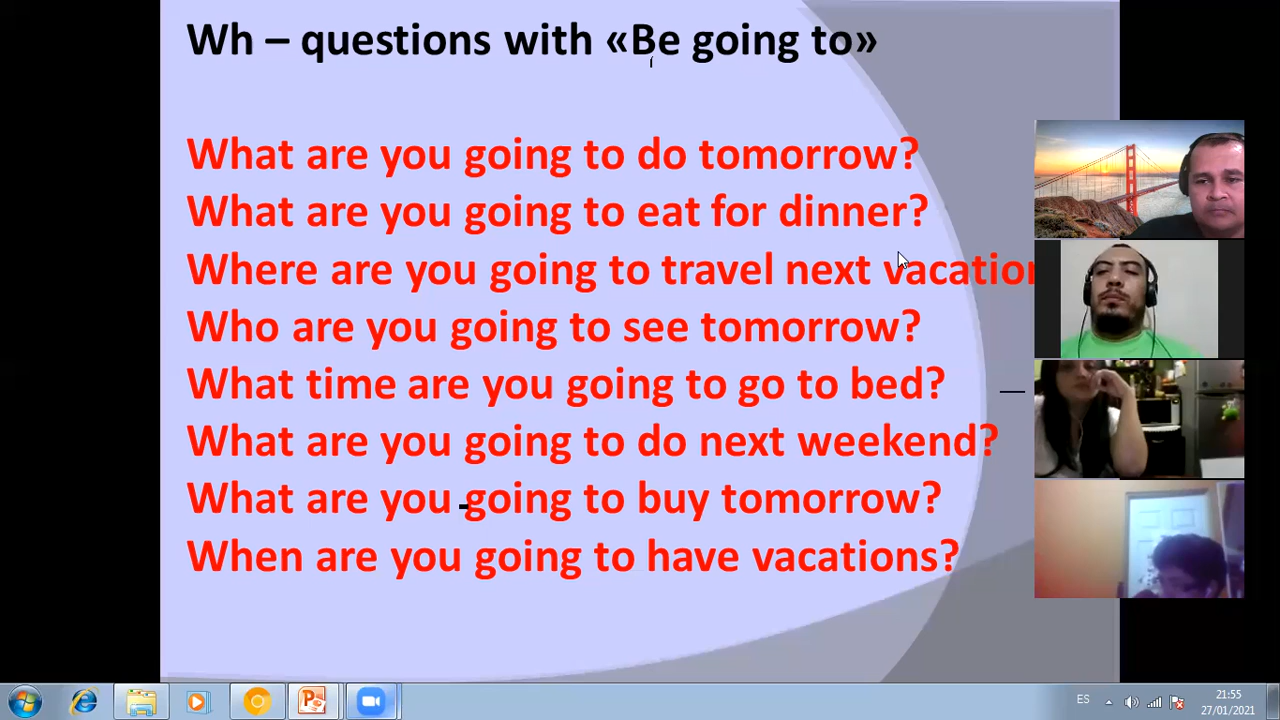 Wh – questions with «Be going to»
What are you going to do tomorrow?
What are you going to eat for dinner?
Where are you going to travel next
Who are you going to see tomorrow?
What time are you going to go to bed?
What are you going to do next weekend?
What are you going to buy tomorrow?
When are you going to have vacations?
ES
21:55
27/01/2021